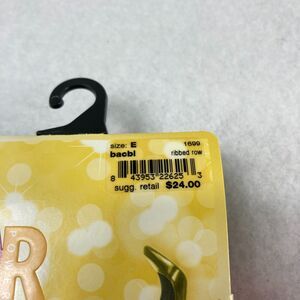 size: E 1699
bacbl ribbed row
8 43953 22625 3
sugg. retail $24.00
R